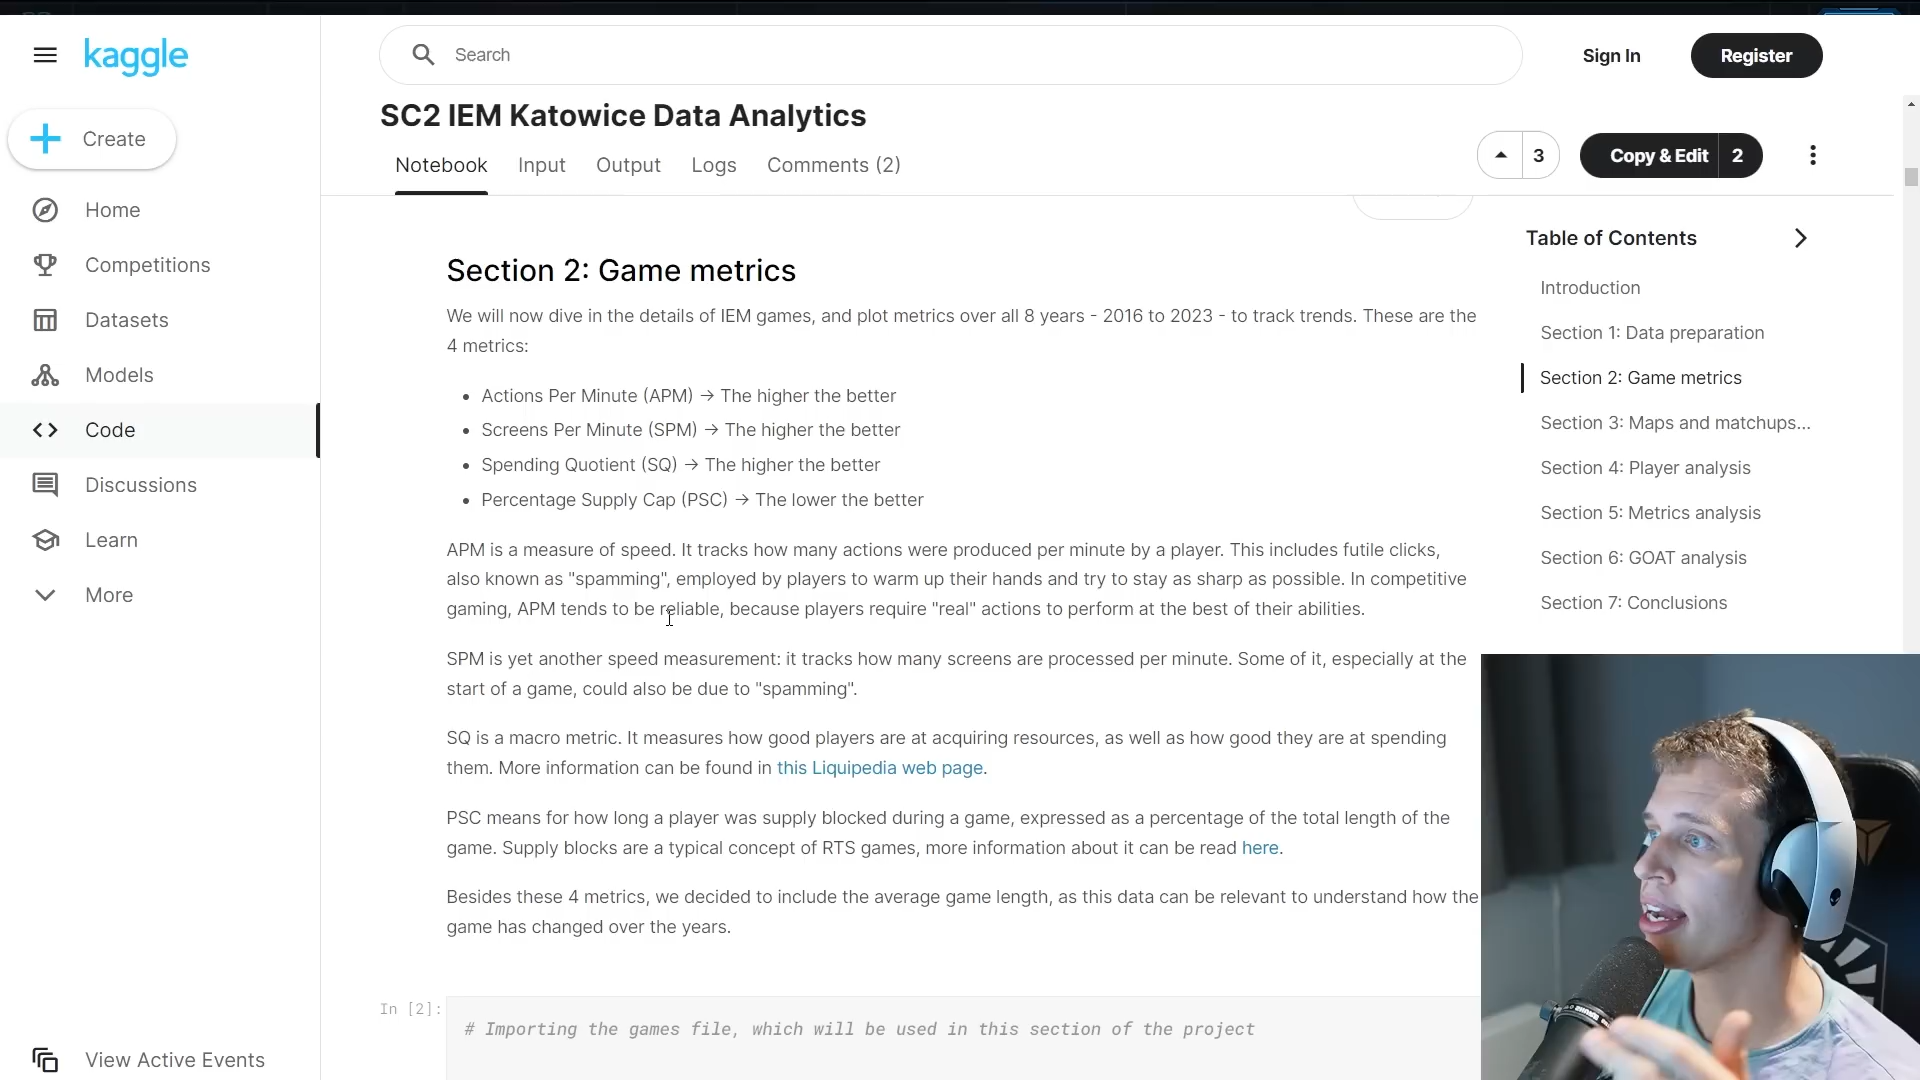 kaggle
Search
Sign In
Register
SC2 IEM Katowice Data Analytics
Create
Notebook
Input
Output
Logs
Comments (2)
3
Copy & Edit
2
Home
Competitions
Datasets
Models
Code
Discussions
Learn
More
View Active Events
Section 2: Game metrics
We will now dive in the details of IEM games, and plot metrics over all 8 years - 2016 to 2023 - to track trends. These are the
4 metrics:
• Actions Per Minute (APM) → The higher the better
• Screens Per Minute (SPM) → The higher the better
• Spending Quotient (SQ) → The higher the better
• Percentage Supply Cap (PSC) → The lower the better
APM is a measure of speed. It tracks how many actions were produced per minute by a player. This includes futile clicks,
also known as "spamming", employed by players to warm up their hands and try to stay as sharp as possible. In competitive
gaming, APM tends to be reliable, because players require "real" actions to perform at the best of their abilities.
SPM is yet another speed measurement: it tracks how many screens are processed per minute. Some of it, especially at the
start of a game, could also be due to "spamming".
SQ is a macro metric. It measures how good players are at acquiring resources, as well as how good they are at spending
them. More information can be found in this Liquipedia web page.
PSC means for how long a player was supply blocked during a game, expressed as a percentage of the total length of the
game. Supply blocks are a typical concept of RTS games, more information about it can be read here.
Besides these 4 metrics, we decided to include the average game length, as this data can be relevant to understand how the
game has changed over the years.
In [2]:
# Importing the games file, which will be used in this section of the project
Table of Contents
Introduction
Section 1: Data preparation
Section 2: Game metrics
Section 3: Maps and matchups...
Section 4: Player analysis
Section 5: Metrics analysis
Section 6: GOAT analysis
Section 7: Conclusions